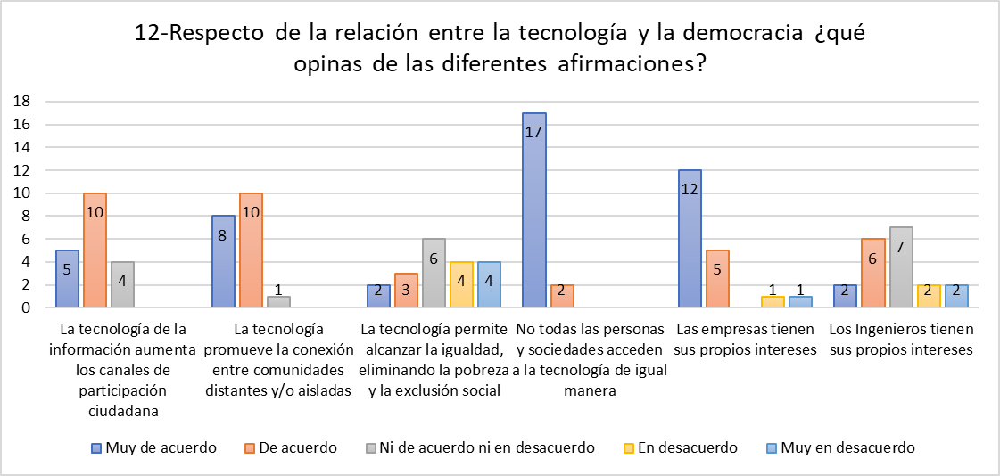 12-Respecto de la relación entre la tecnología y la democracia ¿qué
opinas de las diferentes afirmaciones?
18
16
14
12
10
8
6
4
2
0
5
10
4
8
10
1
2
3
6
4
4
17
2
12
5
1
1
2
6
7
2
2
La tecnología de la
información aumenta
los canales de
participación
ciudadana
La tecnología
promueve la conexión
entre comunidades
distantes y/o aisladas
La tecnología permite
alcanzar la igualdad,
eliminando la pobreza
y la exclusión social
No todas las personas
y sociedades acceden
a la tecnología de igual
manera
Las empresas tienen
sus propios intereses
Los Ingenieros tienen
sus propios intereses
Muy de acuerdo
De acuerdo
Ni de acuerdo ni en desacuerdo
En desacuerdo
Muy en desacuerdo